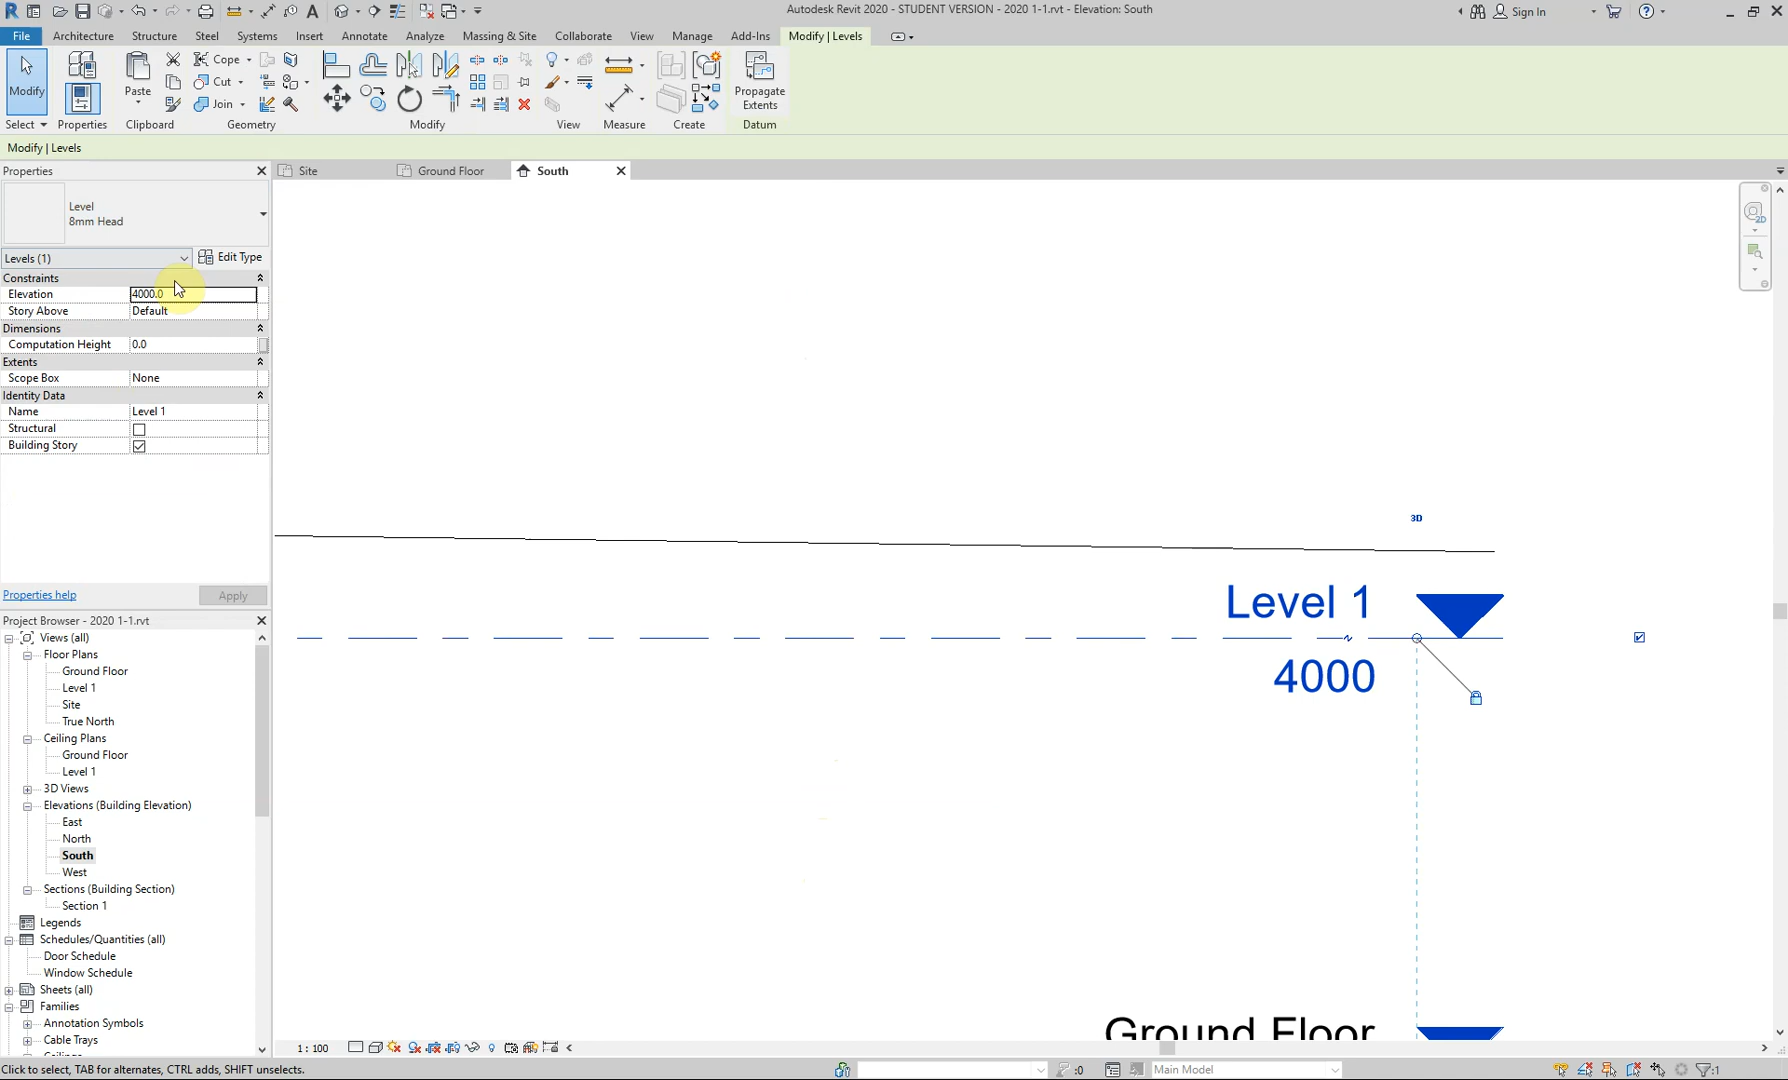 Autodesk Revit 2020 - STUDENT VERSION - 2020 1-1.rvt - Elevation: South
Sign In
File Architecture Structure Steel Systems Insert Annotate Analyze Massing & Site Collaborate View Manage Add-Ins Modify | Levels
Modify
Paste
Cope
Cut
Join
Propagate
Extents
Select Properties Clipboard Geometry Modify View Measure Create Datum
Modify | Levels
Properties
Site
Ground Floor
South
Level
8mm Head
Levels (1)
Edit Type
Constraints
Elevation 4000.0
Story Above Default
Dimensions
Computation Height 0.0
Extents
Scope Box None
Identity Data
Name Level 1
Structural
Building Story
Properties help
Apply
3D
Level 1
4000
Ground Floor
Project Browser - 2020 1-1.rvt
Views (all)
Floor Plans
Ground Floor
Level 1
Site
True North
Ceiling Plans
Ground Floor
Level 1
3D Views
Elevations (Building Elevation)
East
North
South
West
Sections (Building Section)
Section 1
Legends
Schedules/Quantities (all)
Door Schedule
Window Schedule
Sheets (all)
Families
Annotation Symbols
Cable Trays
1 : 100
Click to select, TAB for alternates, CTRL adds, SHIFT unselects.
:0
Main Model
:1